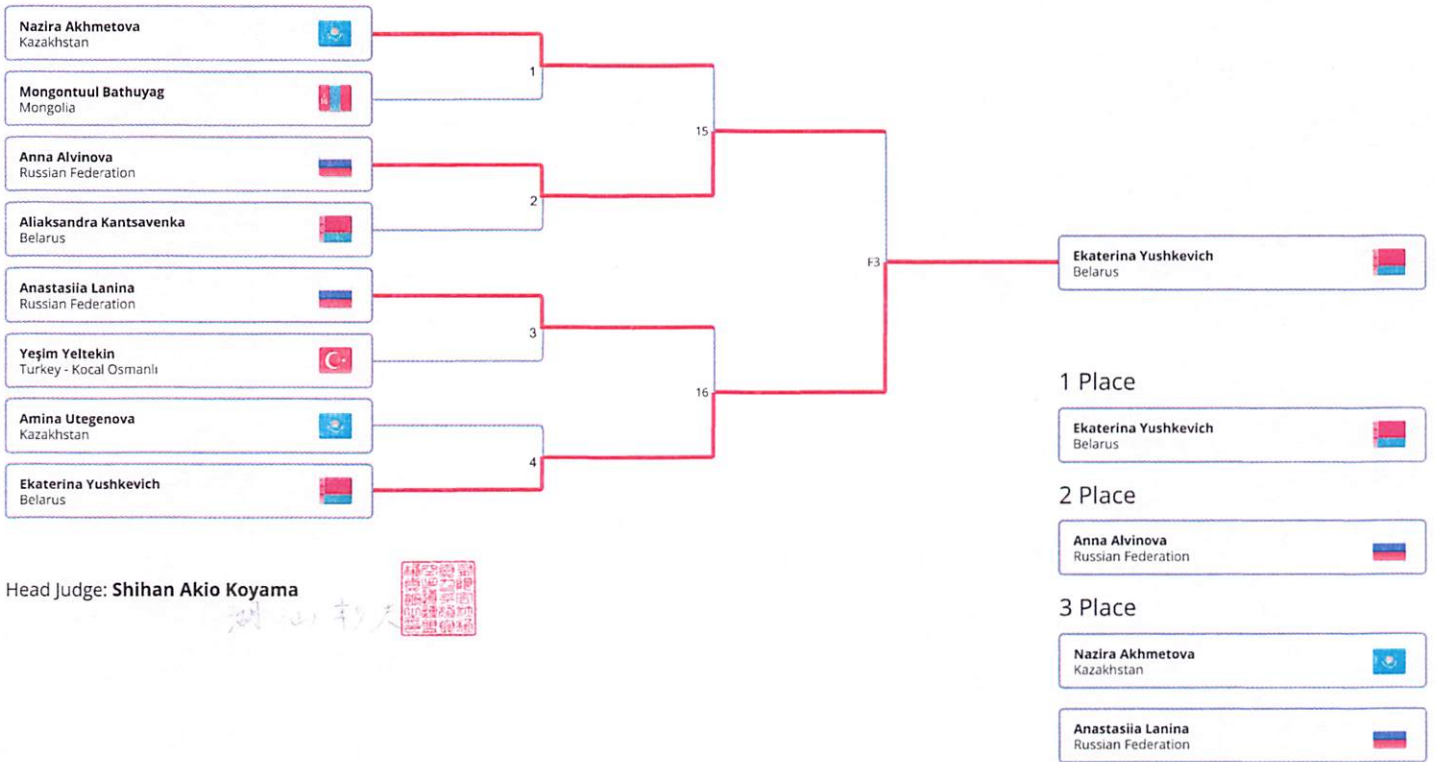 Nazira Akhmetova
Kazakhstan
Mongontuul Bathuyag
Mongolia
Anna Alvinova
Russian Federation
Aliaksandra Kantsavenka
Belarus
Anastasiia Lanina
Russian Federation
Yeşim Yeltekin
Turkey - Kocal Osmanlı
Amina Utegenova
Kazakhstan
Ekaterina Yushkevich
Belarus
1
2
3
4
15
16
F3
Ekaterina Yushkevich
Belarus
1 Place
Ekaterina Yushkevich
Belarus
2 Place
Anna Alvinova
Russian Federation
3 Place
Nazira Akhmetova
Kazakhstan
Anastasiia Lanina
Russian Federation
Head Judge: Shihan Akio Koyama